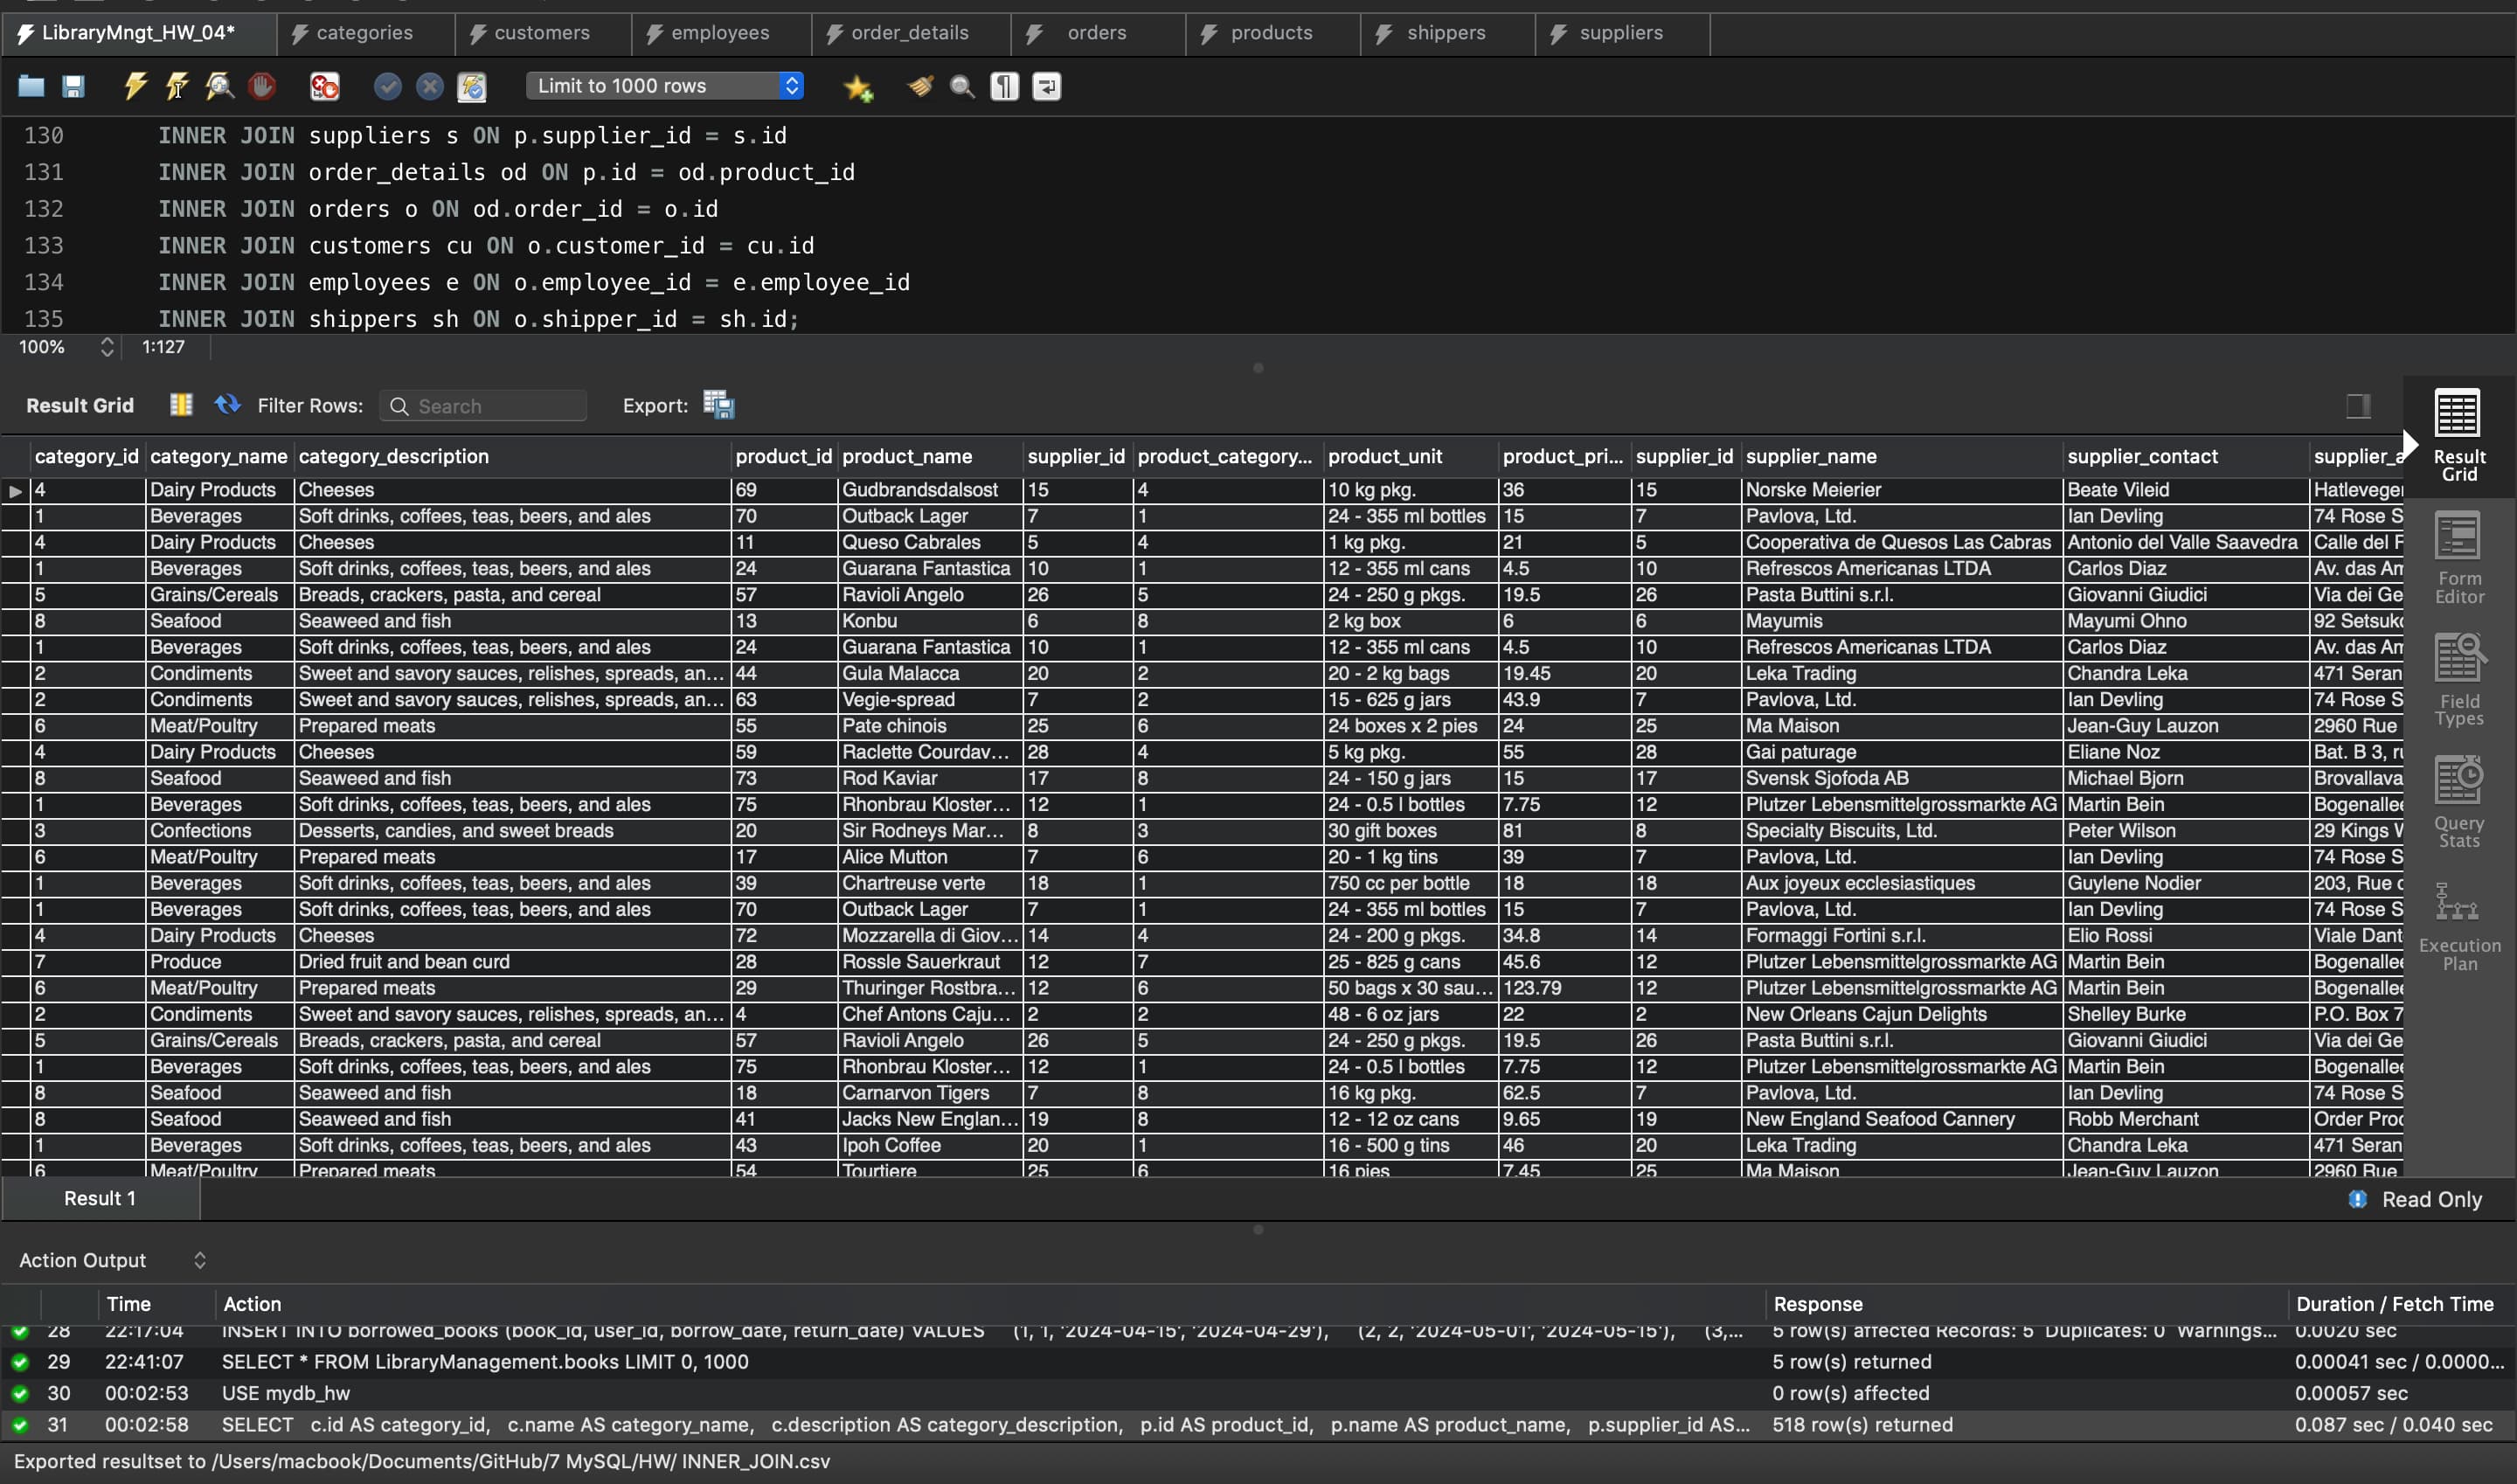 LibraryMngt_HW_04* categories customers employees order_details orders products shippers suppliers
Limit to 1000 rows
130 INNER JOIN suppliers s ON p.supplier_id = s.id
131 INNER JOIN order_details od ON p.id = od.product_id
132 INNER JOIN orders o ON od.order_id = o.id
133 INNER JOIN customers cu ON o.customer_id = cu.id
134 INNER JOIN employees e ON o.employee_id = e.employee_id
135 INNER JOIN shippers sh ON o.shipper_id = sh.id;
100% 1:127
Result Grid Filter Rows: Search Export:
category_id category_name category_description product_id product_name supplier_id product_category... product_unit product_pri... supplier_id supplier_name supplier_contact supplier_a
4 Dairy Products Cheeses 69 Gudbrandsdalsost 15 4 10 kg pkg. 36 15 Norske Meierier Beate Vileid Hatlevege
1 Beverages Soft drinks, coffees, teas, beers, and ales 70 Outback Lager 7 1 24 - 355 ml bottles 15 7 Pavlova, Ltd. Ian Devling 74 Rose S
4 Dairy Products Cheeses 11 Queso Cabrales 5 4 1 kg pkg. 21 5 Cooperativa de Quesos Las Cabras Antonio del Valle Saavedra Calle del
1 Beverages Soft drinks, coffees, teas, beers, and ales 24 Guarana Fantastica 10 1 12 - 355 ml cans 4.5 10 Refrescos Americanas LTDA Carlos Diaz Av. das Am
5 Grains/Cereals Breads, crackers, pasta, and cereal 57 Ravioli Angelo 26 5 24 - 250 g pkgs. 19.5 26 Pasta Buttini s.r.l. Giovanni Giudici Via dei Ge
8 Seafood Seaweed and fish 13 Konbu 6 8 2 kg box 6 6 Mayumis Mayumi Ohno 92 Setsuk
1 Beverages Soft drinks, coffees, teas, beers, and ales 24 Guarana Fantastica 10 1 12 - 355 ml cans 4.5 10 Refrescos Americanas LTDA Carlos Diaz Av. das Am
2 Condiments Sweet and savory sauces, relishes, spreads, an... 44 Gula Malacca 20 2 20 - 2 kg bags 19.45 20 Leka Trading Chandra Leka 471 Seran
2 Condiments Sweet and savory sauces, relishes, spreads, an... 63 Vegie-spread 7 2 15 - 625 g jars 43.9 7 Pavlova, Ltd. Ian Devling 74 Rose S
6 Meat/Poultry Prepared meats 55 Pate chinois 25 6 24 boxes x 2 pies 24 25 Ma Maison Jean-Guy Lauzon 2960 Rue
4 Dairy Products Cheeses 59 Raclette Courdav... 28 4 5 kg pkg. 55 28 Gai paturage Eliane Noz Bat. B 3, ru
8 Seafood Seaweed and fish 73 Rod Kaviar 17 8 24 - 150 g jars 15 17 Svensk Sjofoda AB Michael Bjorn Brovallava
1 Beverages Soft drinks, coffees, teas, beers, and ales 75 Rhonbrau Kloster... 12 1 24 - 0.5 l bottles 7.75 12 Plutzer Lebensmittelgrossmarkte AG Martin Bein Bogenallee
3 Confections Desserts, candies, and sweet breads 20 Sir Rodneys Mar... 8 3 30 gift boxes 81 8 Specialty Biscuits, Ltd. Peter Wilson 29 Kings W
6 Meat/Poultry Prepared meats 17 Alice Mutton 7 6 20 - 1 kg tins 39 7 Pavlova, Ltd. Ian Devling 74 Rose S
1 Beverages Soft drinks, coffees, teas, beers, and ales 39 Chartreuse verte 18 1 750 cc per bottle 18 18 Aux joyeux ecclesiastiques Guylene Nodier 203, Rue d
1 Beverages Soft drinks, coffees, teas, beers, and ales 70 Outback Lager 7 1 24 - 355 ml bottles 15 7 Pavlova, Ltd. Ian Devling 74 Rose S
4 Dairy Products Cheeses 72 Mozzarella di Giov... 14 4 24 - 200 g pkgs. 34.8 14 Formaggi Fortini s.r.l. Elio Rossi Viale Dant
7 Produce Dried fruit and bean curd 28 Rossle Sauerkraut 12 7 25 - 825 g cans 45.6 12 Plutzer Lebensmittelgrossmarkte AG Martin Bein Bogenallee
6 Meat/Poultry Prepared meats 29 Thuringer Rostbra... 12 6 50 bags x 30 sau... 123.79 12 Plutzer Lebensmittelgrossmarkte AG Martin Bein Bogenallee
2 Condiments Sweet and savory sauces, relishes, spreads, an... 4 Chef Antons Caju... 2 2 48 - 6 oz jars 22 2 New Orleans Cajun Delights Shelley Burke P.O. Box 7
5 Grains/Cereals Breads, crackers, pasta, and cereal 57 Ravioli Angelo 26 5 24 - 250 g pkgs. 19.5 26 Pasta Buttini s.r.l. Giovanni Giudici Via dei Ge
1 Beverages Soft drinks, coffees, teas, beers, and ales 75 Rhonbrau Kloster... 12 1 24 - 0.5 l bottles 7.75 12 Plutzer Lebensmittelgrossmarkte AG Martin Bein Bogenallee
8 Seafood Seaweed and fish 18 Carnarvon Tigers 7 8 16 kg pkg. 62.5 7 Pavlova, Ltd. Ian Devling 74 Rose S
8 Seafood Seaweed and fish 41 Jacks New Englan... 19 8 12 - 12 oz cans 9.65 19 New England Seafood Cannery Robb Merchant Order Proc
1 Beverages Soft drinks, coffees, teas, beers, and ales 43 Ipoh Coffee 20 1 16 - 500 g tins 46 20 Leka Trading Chandra Leka 471 Seran
6 Meat/Poultry Prepared meats 54 Tourtiere 25 6 16 pies 7.45 25 Ma Maison Jean-Guy Lauzon 2960 Rue
Result Grid
Form Editor
Field Types
Query Stats
Execution Plan
Result 1 Read Only
Action Output
Time Action Response Duration / Fetch Time
28 22:17:04 INSERT INTO borrowed_books (book_id, user_id, borrow_date, return_date) VALUES (1, 1, '2024-04-15', '2024-04-29'), (2, 2, '2024-05-01', '2024-05-15'), (3,... 5 row(s) affected Records: 5 Duplicates: 0 Warnings... 0.0020 sec
29 22:41:07 SELECT * FROM LibraryManagement.books LIMIT 0, 1000 5 row(s) returned 0.00041 sec / 0.0000...
30 00:02:53 USE mydb_hw 0 row(s) affected 0.00057 sec
31 00:02:58 SELECT c.id AS category_id, c.name AS category_name, c.description AS category_description, p.id AS product_id, p.name AS product_name, p.supplier_id AS... 518 row(s) returned 0.087 sec / 0.040 sec
Exported resultset to /Users/macbook/Documents/GitHub/7 MySQL/HW/ INNER_JOIN.csv